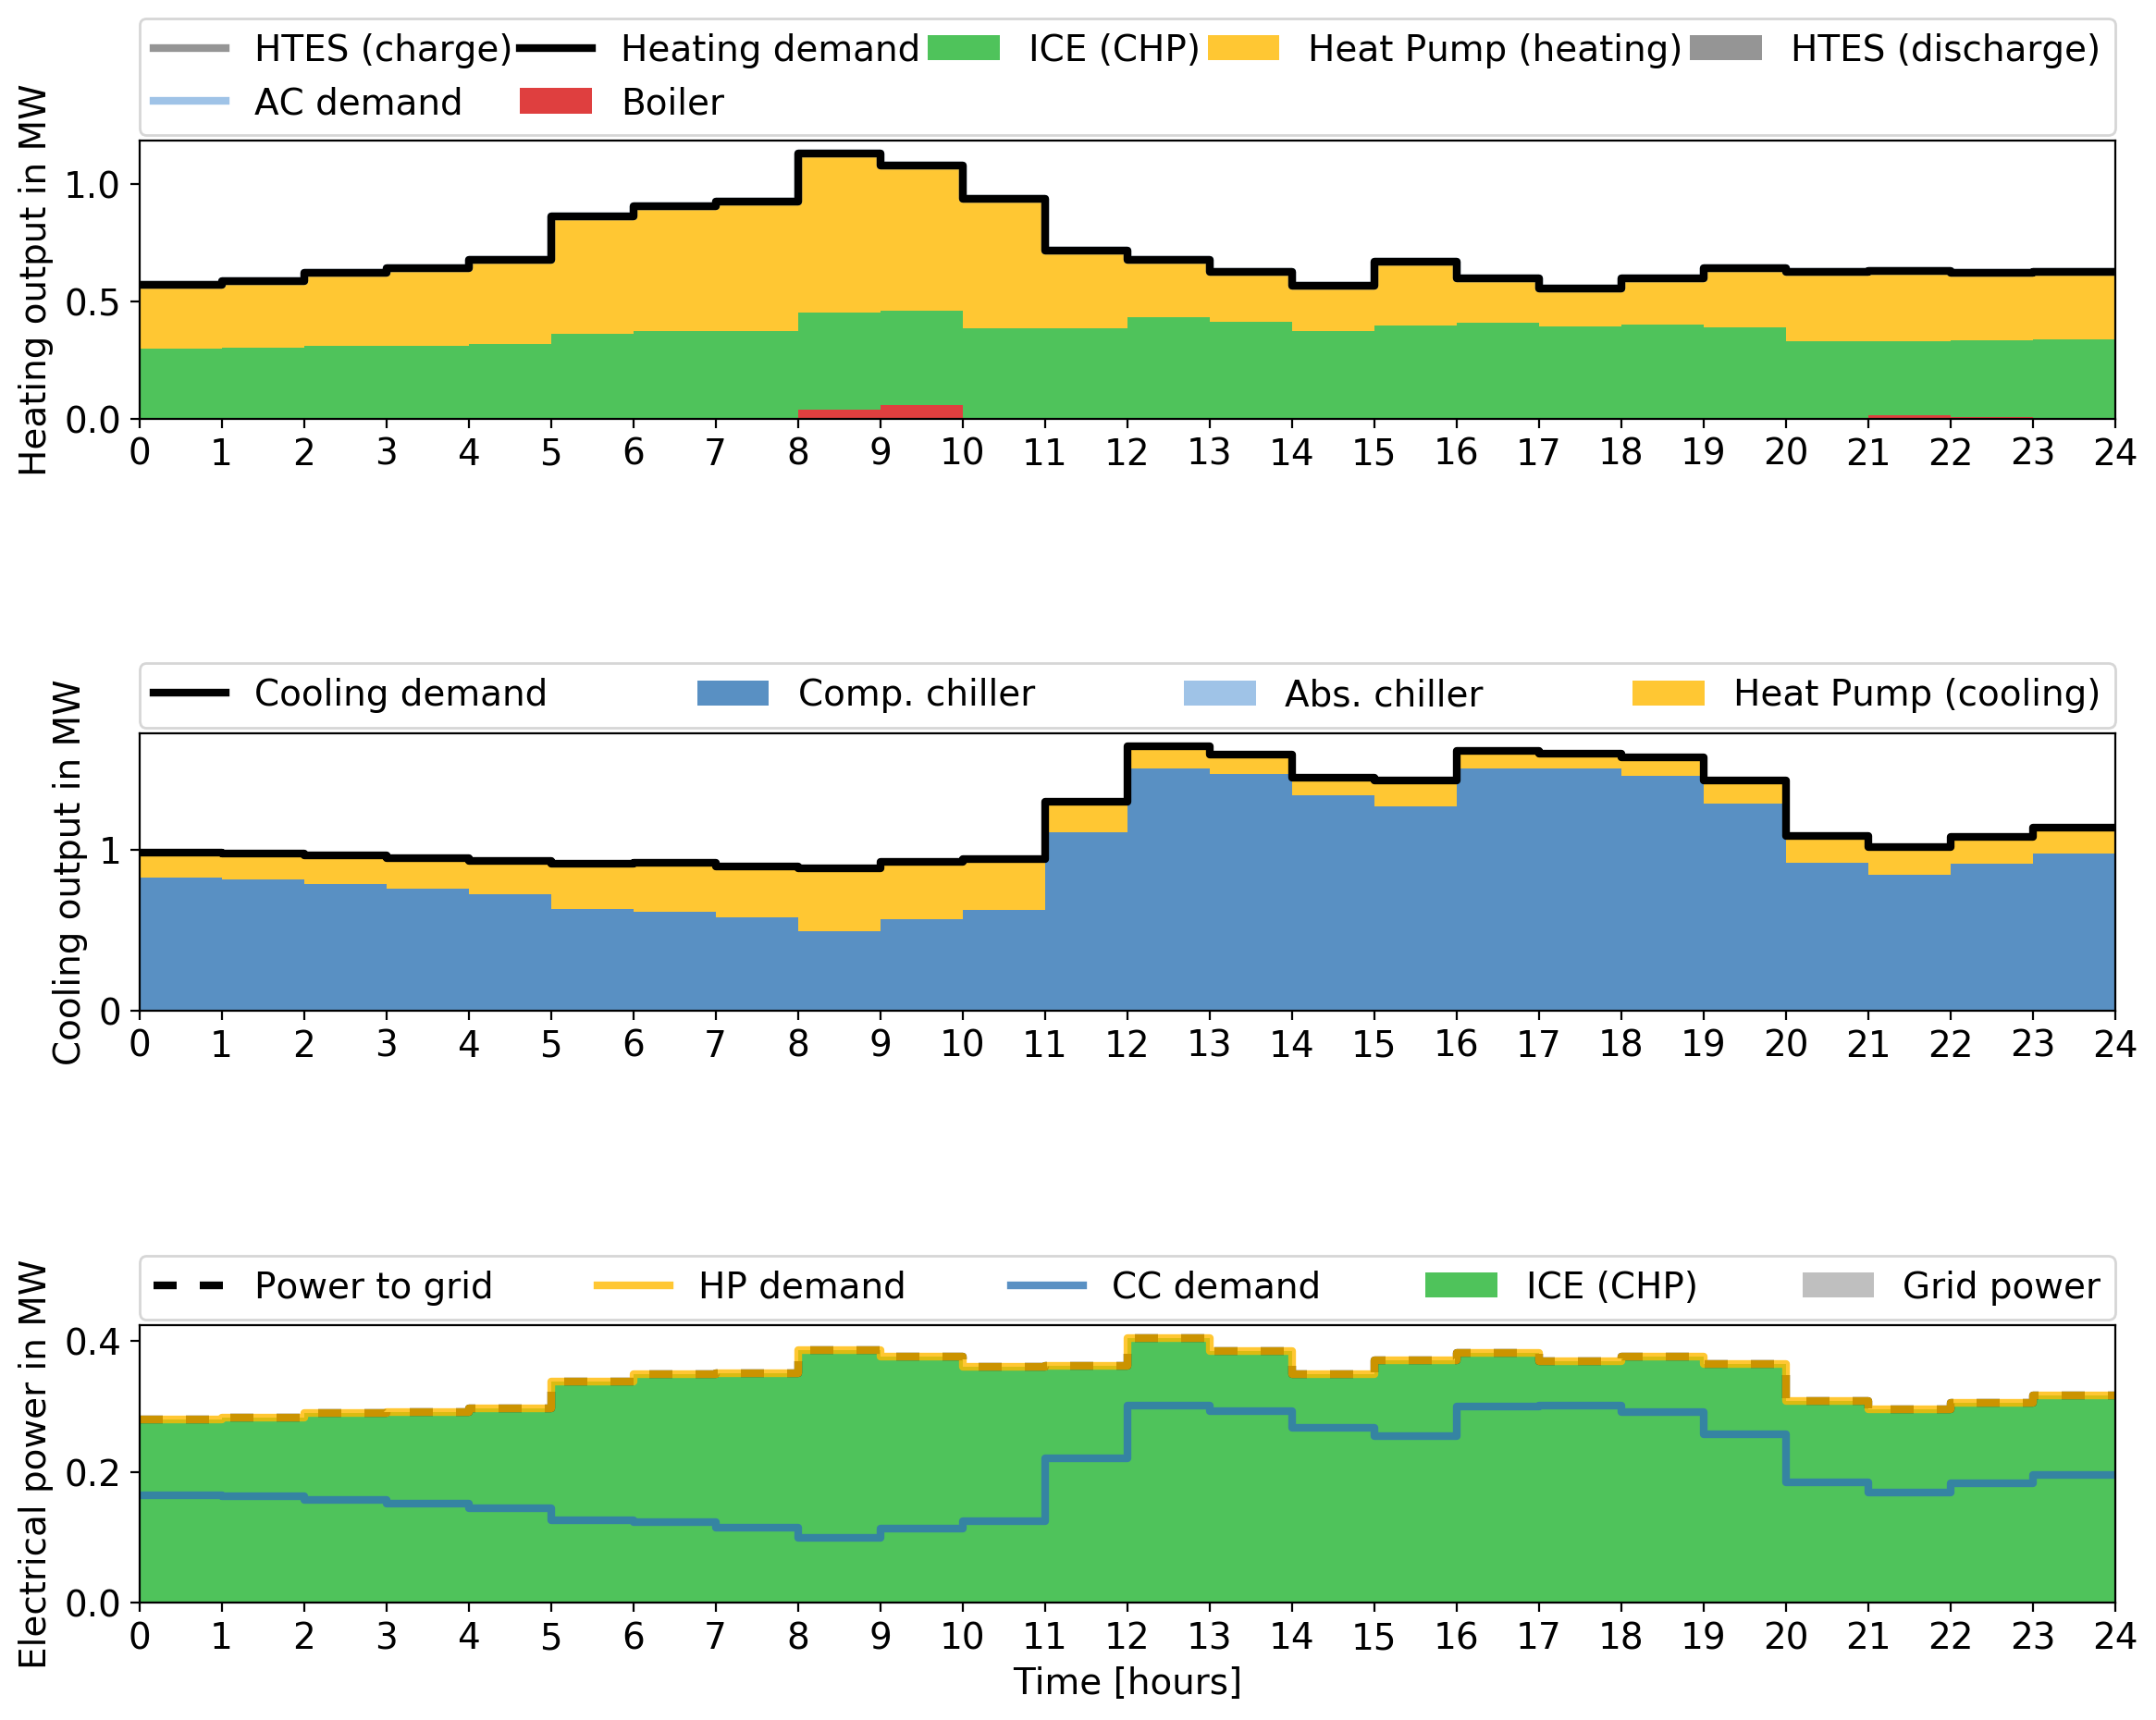 HTES (charge) Heating demand ICE (CHP) Heat Pump (heating) HTES (discharge)
AC demand Boiler
Heating output in MW
1.0
0.5
0.0
0 1 2 3 4 5 6 7 8 9 10 11 12 13 14 15 16 17 18 19 20 21 22 23 24
Cooling demand Comp. chiller Abs. chiller Heat Pump (cooling)
Cooling output in MW
1
0
0 1 2 3 4 5 6 7 8 9 10 11 12 13 14 15 16 17 18 19 20 21 22 23 24
Power to grid HP demand CC demand ICE (CHP) Grid power
Electrical power in MW
0.4
0.2
0.0
0 1 2 3 4 5 6 7 8 9 10 11 12 13 14 15 16 17 18 19 20 21 22 23 24
Time [hours]